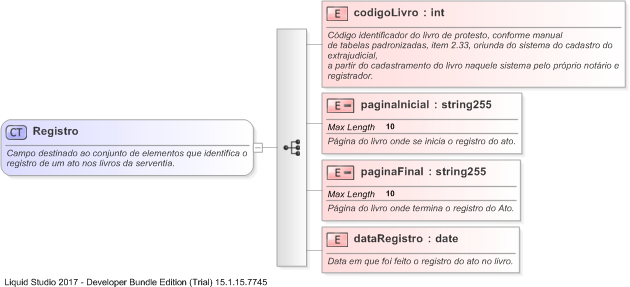 CT Registro
Campo destinado ao conjunto de elementos que identifica o
registro de um ato nos livros da serventia.
E codigoLivro : int
Código identificador do livro de protesto, conforme manual
de tabelas padronizadas, item 2.33, oriunda do sistema do cadastro do
extrajudicial,
a partir do cadastramento do livro naquele sistema pelo próprio notário e
registrador.
E paginaInicial : string255
Max Length 10
Página do livro onde se inicia o registro do ato.
E paginaFinal : string255
Max Length 10
Página do livro onde termina o registro do Ato.
E dataRegistro : date
Data em que foi feito o registro do ato no livro.
Liquid Studio 2017 - Developer Bundle Edition (Trial) 15.1.15.7745